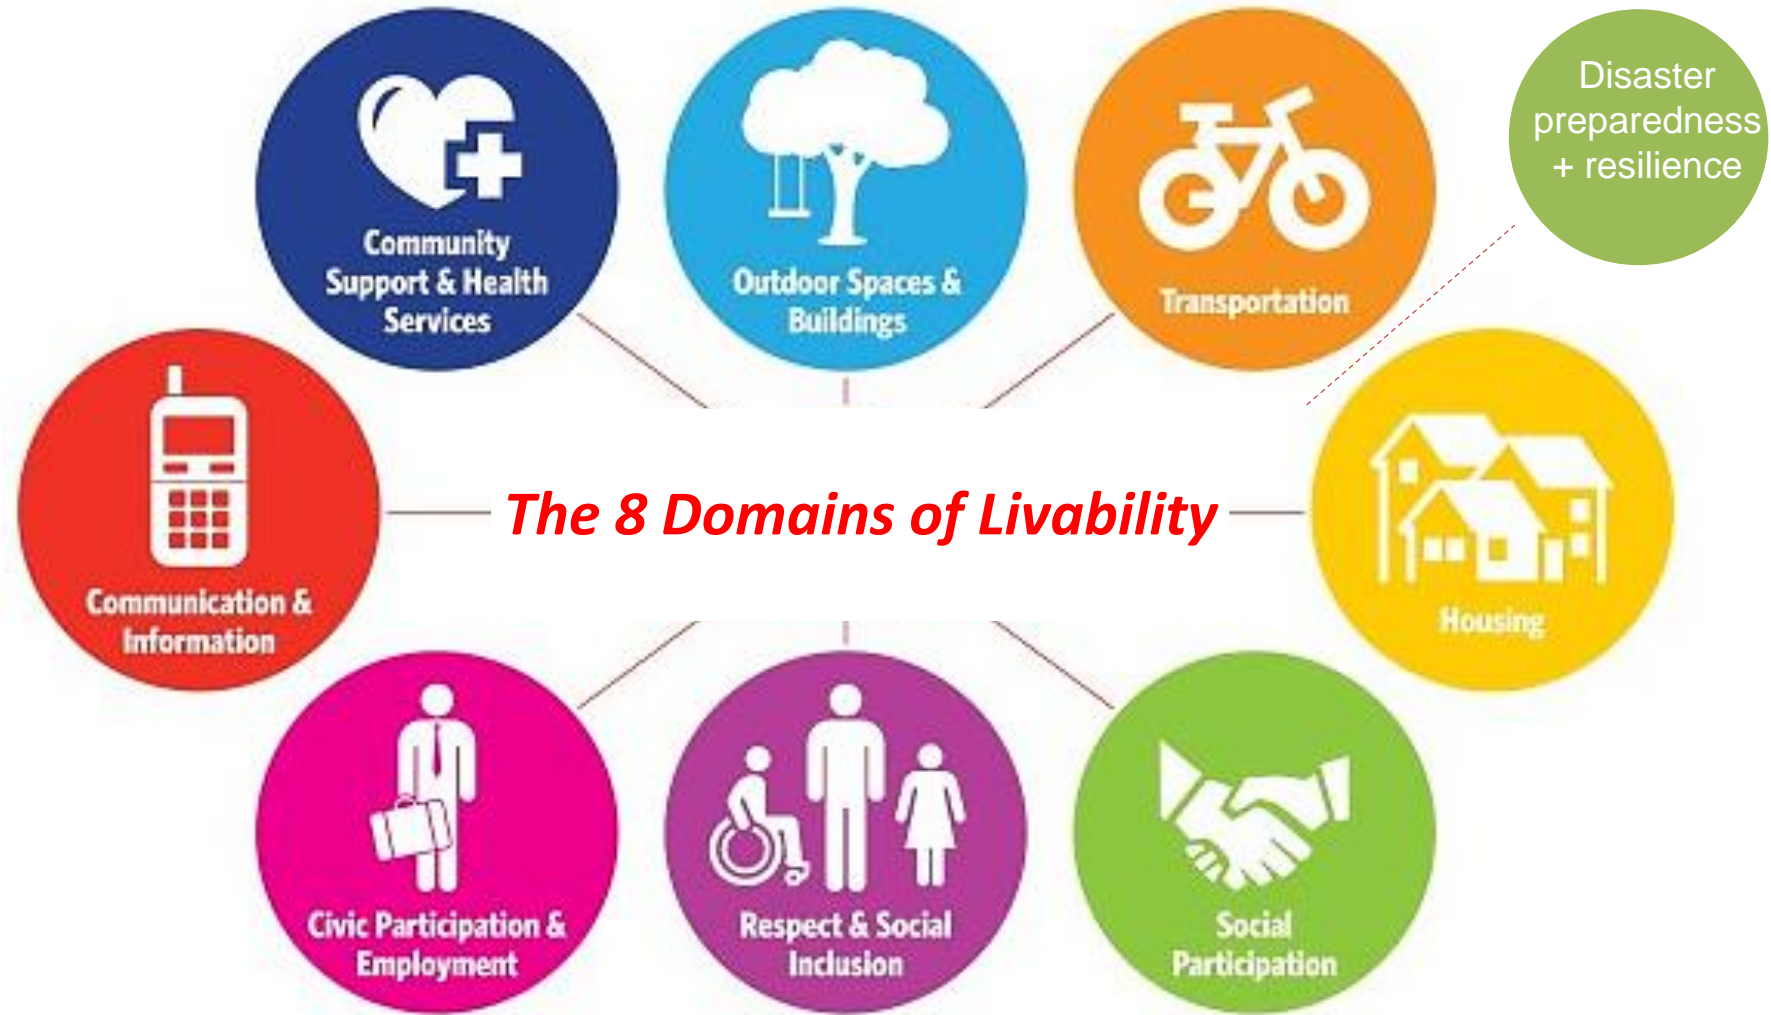 Community
Support & Health
Services
Outdoor Spaces &
Buildings
Transportation
Disaster
preparedness
+ resilience
Communication &
Information
The 8 Domains of Livability
Housing
Civic Participation &
Employment
Respect & Social
Inclusion
Social
Participation